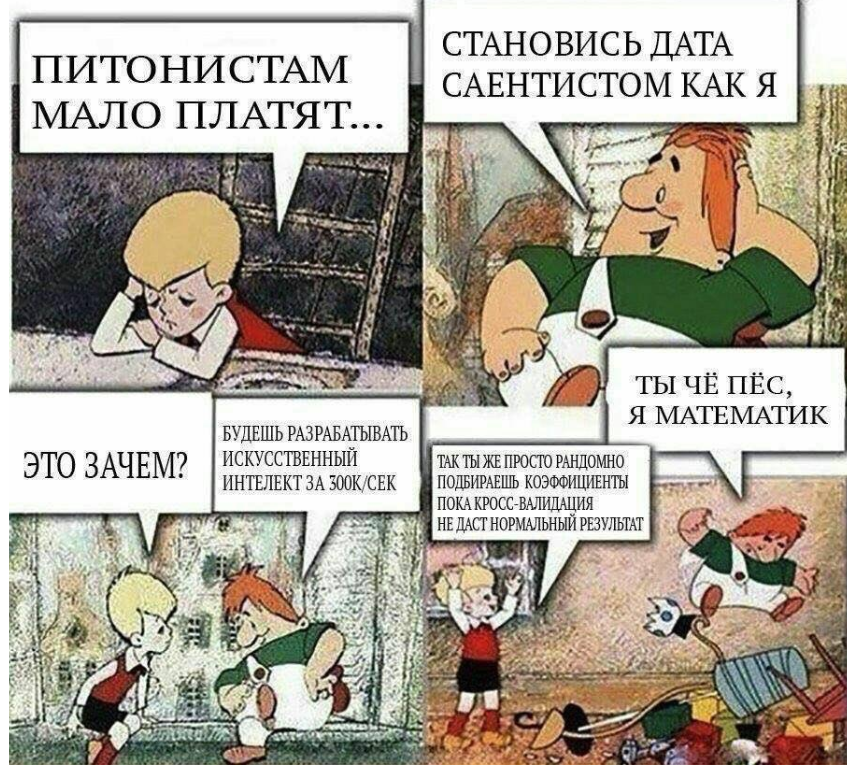 ПИТОНИСТАМ
МАЛО ПЛАТЯТ...
СТАНОВИСЬ ДАТА
САЕНТИСТОМ КАК Я
ЭТО ЗАЧЕМ?
БУДЕШЬ РАЗРАБАТЫВАТЬ
ИСКУССТВЕННЫЙ
ИНТЕЛЕКТ ЗА 300К/СЕК
ТАК ТЫ ЖЕ ПРОСТО РАНДОМНО
ПОДБИРАЕШЬ КОЭФФИЦИЕНТЫ
ПОКА КРОСС-ВАЛИДАЦИЯ
НЕ ДАСТ НОРМАЛЬНЫЙ РЕЗУЛЬТАТ
ТЫ ЧЁ ПЁС,
Я МАТЕМАТИК